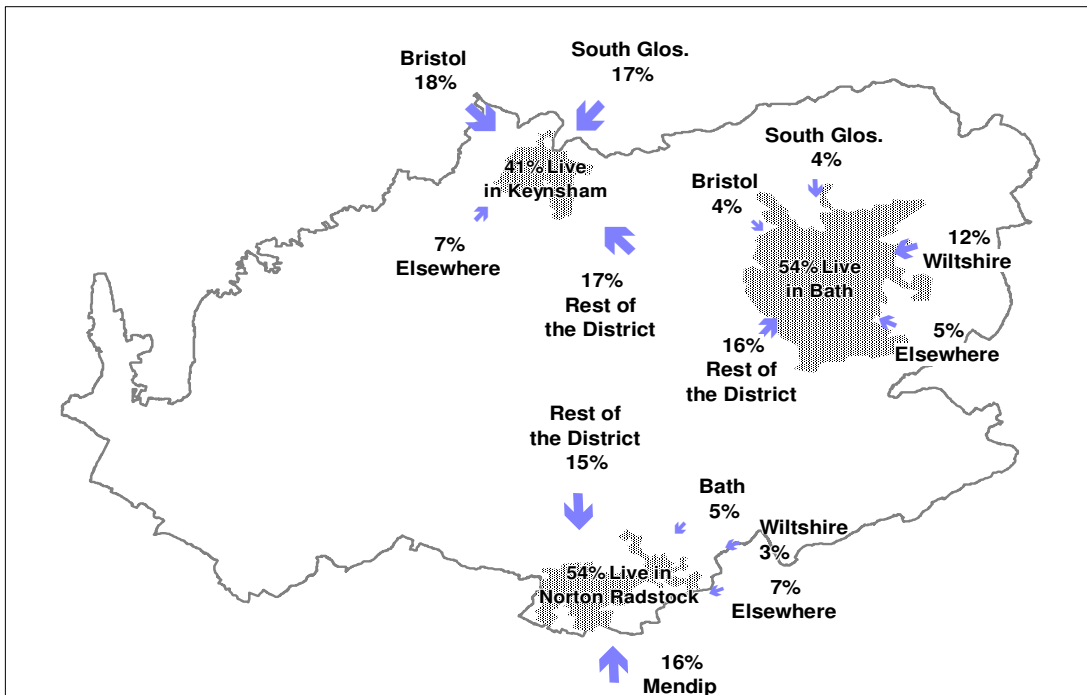 Bristol
18%
South Glos.
17%
41% Live
in Keynsham
7%
Elsewhere
17%
Rest of
the District
South Glos.
4%
Bristol
4%
12%
Wiltshire
54% Live
in Bath
5%
Elsewhere
16%
Rest of
the District
Rest of
the District
15%
Bath
5%
Wiltshire
3%
54% Live in
Norton Radstock
7%
Elsewhere
16%
Mendip